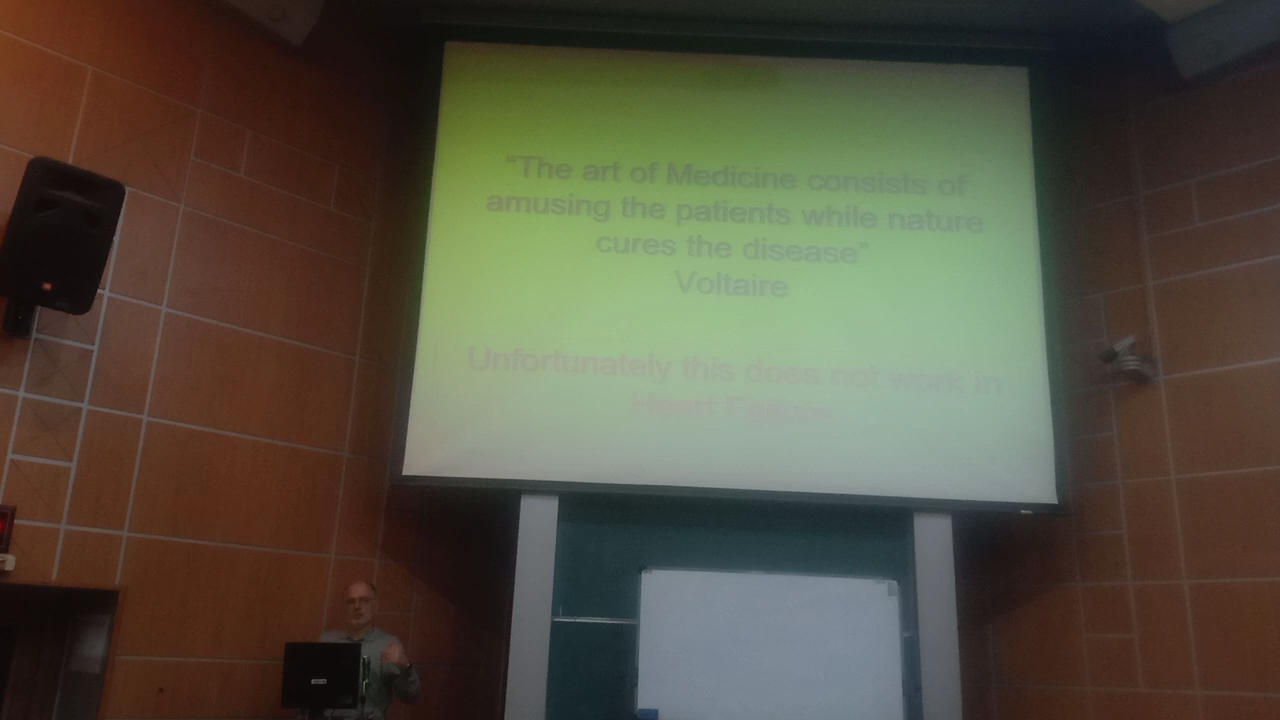 “The art of Medicine consists of
amusing the patients while nature
cures the disease”
Voltaire
Unfortunately this does not work in
Heart Failure